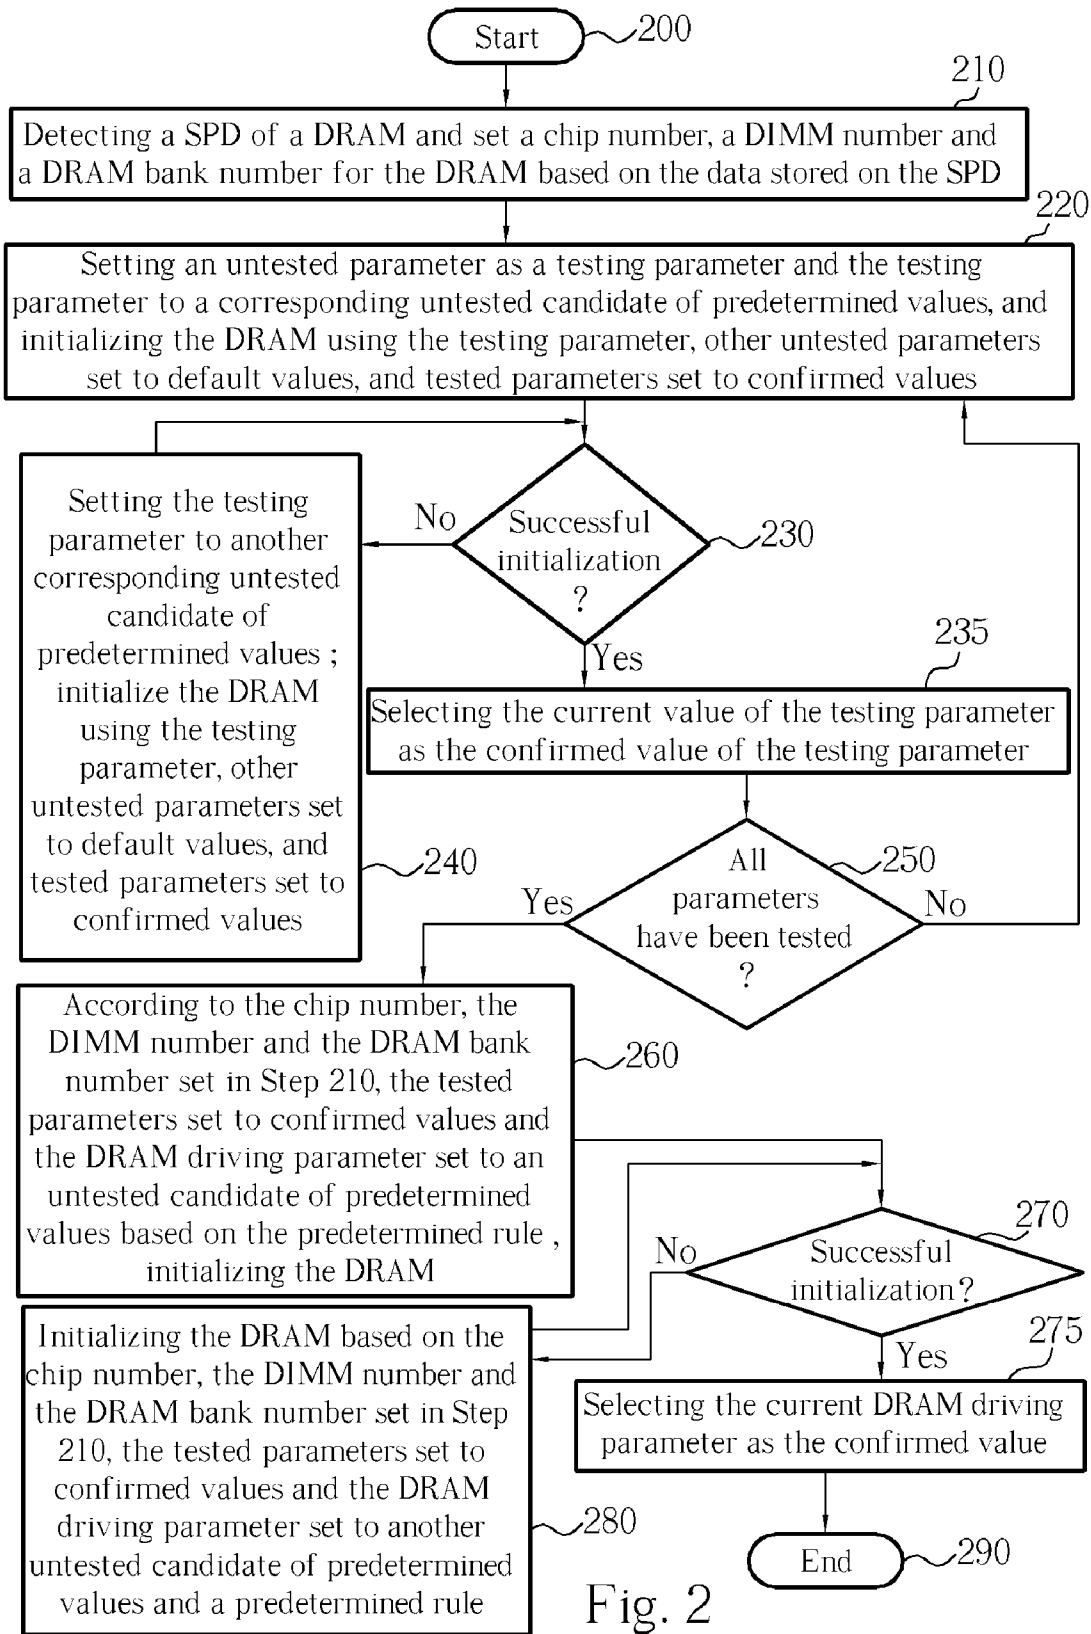 Start
200
210
Detecting a SPD of a DRAM and set a chip number, a DIMM number and
a DRAM bank number for the DRAM based on the data stored on the SPD
220
Setting an untested parameter as a testing parameter and the testing
parameter to a corresponding untested candidate of predetermined values, and
initializing the DRAM using the testing parameter, other untested parameters
set to default values, and tested parameters set to confirmed values
Successful
initialization
?
230
No
Yes
Setting the testing
parameter to another
corresponding untested
candidate of
predetermined values ;
initialize the DRAM
using the testing
parameter, other
untested parameters set
to default values, and
tested parameters set to
confirmed values
240
235
Selecting the current value of the testing parameter
as the confirmed value of the testing parameter
All
parameters
have been tested
?
250
Yes
No
According to the chip number, the
DIMM number and the DRAM bank
number set in Step 210, the tested
parameters set to confirmed values and
the DRAM driving parameter set to an
untested candidate of predetermined
values based on the predetermined rule ,
initializing the DRAM
260
Successful
initialization?
270
No
Yes
Initializing the DRAM based on the
chip number, the DIMM number and
the DRAM bank number set in Step
210, the tested parameters set to
confirmed values and the DRAM
driving parameter set to another
untested candidate of predetermined
values and a predetermined rule
280
275
Selecting the current DRAM driving
parameter as the confirmed value
End
290
Fig. 2